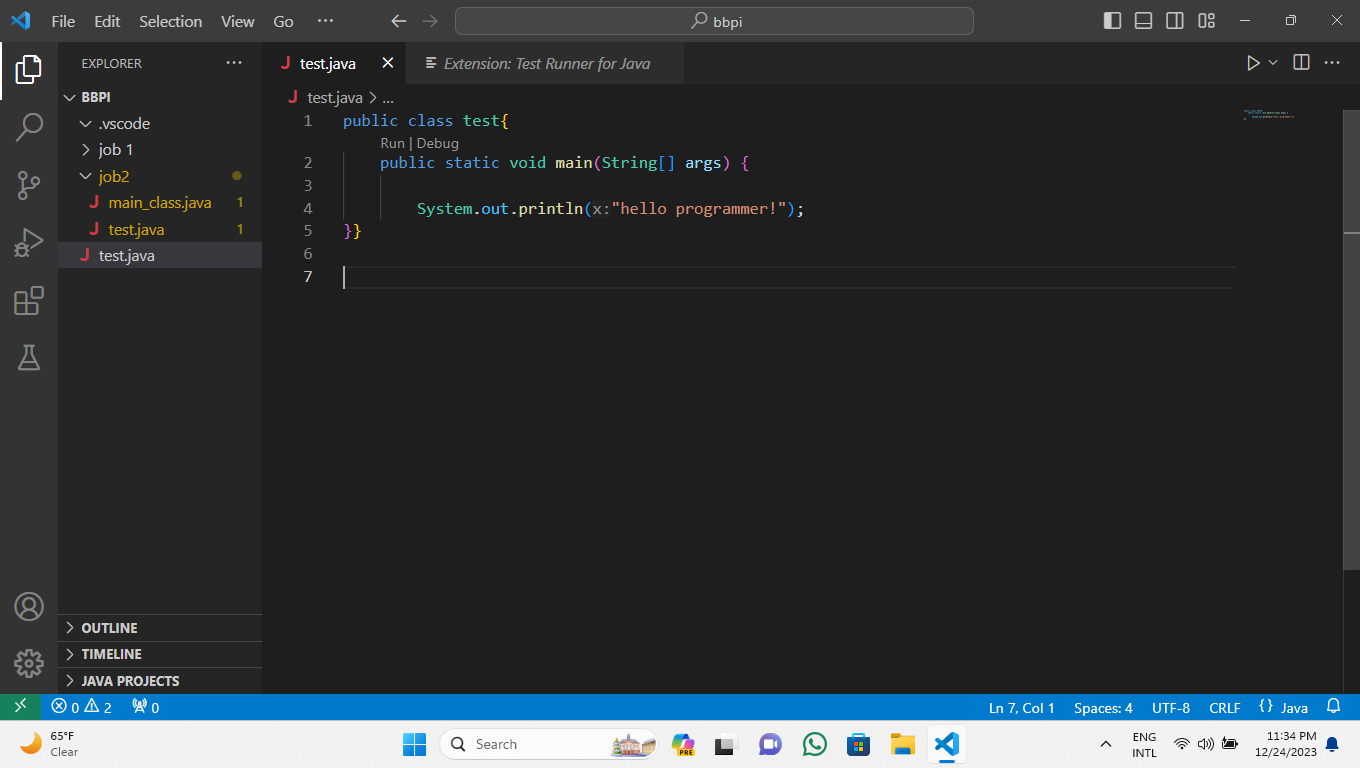 File Edit Selection View Go ···
bbpi
EXPLORER ···
BBPI
.vscode
job 1
job2
J main_class.java 1
J test.java 1
J test.java
OUTLINE
TIMELINE
JAVA PROJECTS
J test.java
Extension: Test Runner for Java
J test.java > ...
1 public class test{
Run | Debug
2 public static void main(String[] args) {
3
4 System.out.println(x:"hello programmer!");
5 }}
6
7
0 2 0
Ln 7, Col 1 Spaces: 4 UTF-8 CRLF {} Java
65°F
Clear
Search
PRE
ENG
INTL
11:34 PM
12/24/2023